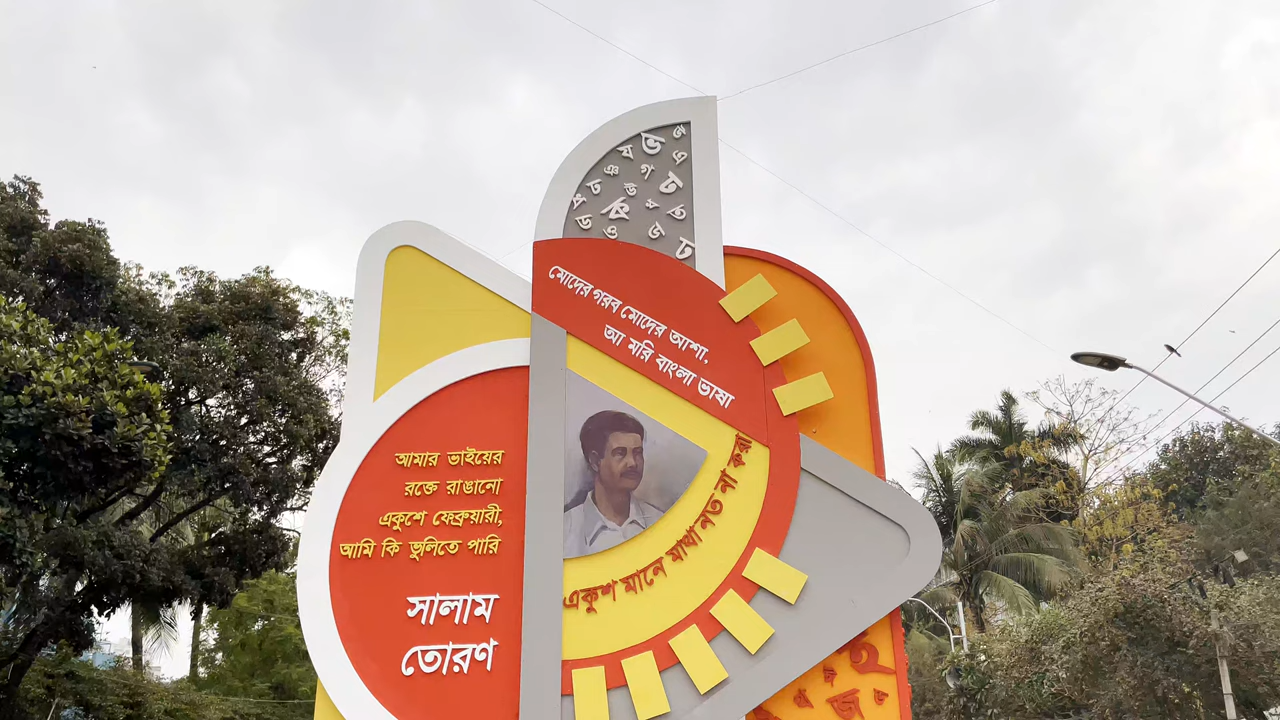 ভ জ
য এ
ঞ গ ঢ
ঢ উ
প্র কি ধ ত
ড ও জ ঢ
মোদের গরব মোদের আশা,
আ মরি বাংলা ভাষা
আমার ভাইয়ের
রক্তে রাঙানো
একুশে ফেব্রুয়ারী,
আমি কি ভুলিতে পারি
সালাম
তোরণ
একুশ মানে মাথা নত না করা
ই
জ